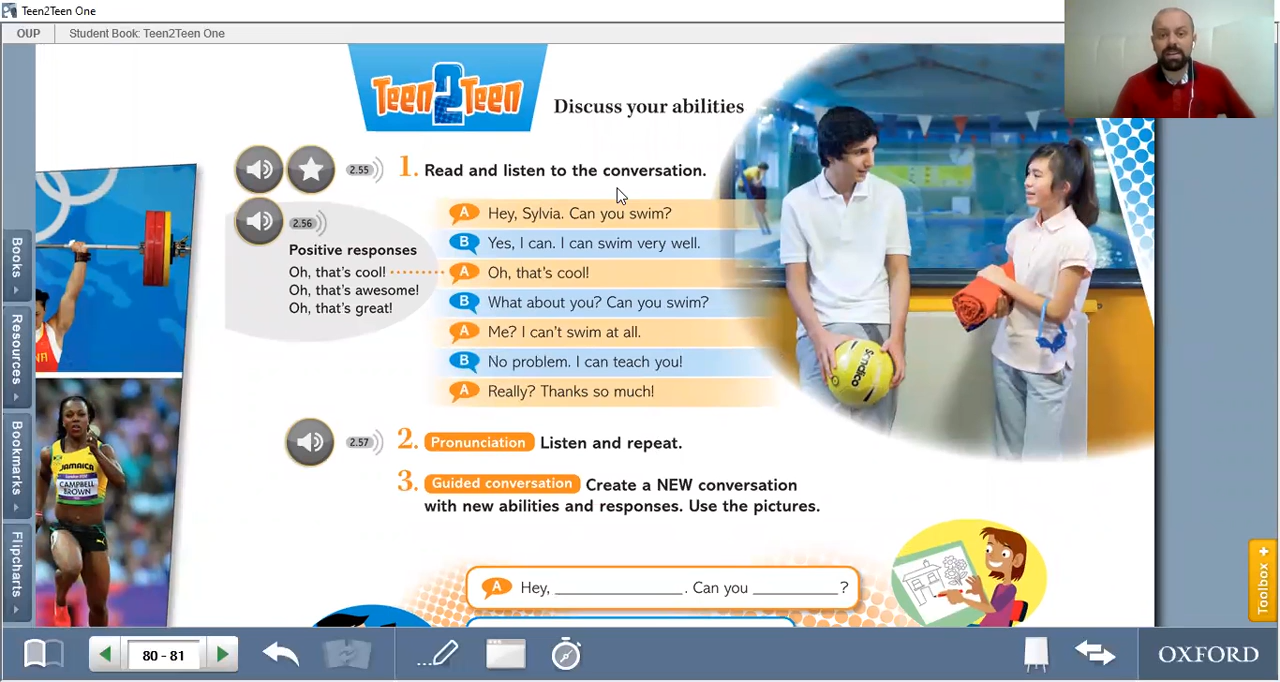 Teen2Teen One
OUP
Student Book: Teen2Teen One
Teen2Teen
Discuss your abilities
2.55
1. Read and listen to the conversation.
2.56
Positive responses
Oh, that's cool!
Oh, that's awesome!
Oh, that's great!
A Hey, Sylvia. Can you swim?
B Yes, I can. I can swim very well.
A Oh, that's cool!
B What about you? Can you swim?
A Me? I can't swim at all.
B No problem. I can teach you!
A Really? Thanks so much!
2.57
2. Pronunciation Listen and repeat.
3. Guided conversation Create a NEW conversation
with new abilities and responses. Use the pictures.
A Hey, ______________. Can you __________?
JAMAICA
CAMPBELL
BROWN
Books
Resources
Bookmarks
Flipcharts
Toolbox +
80 - 81
OXFORD